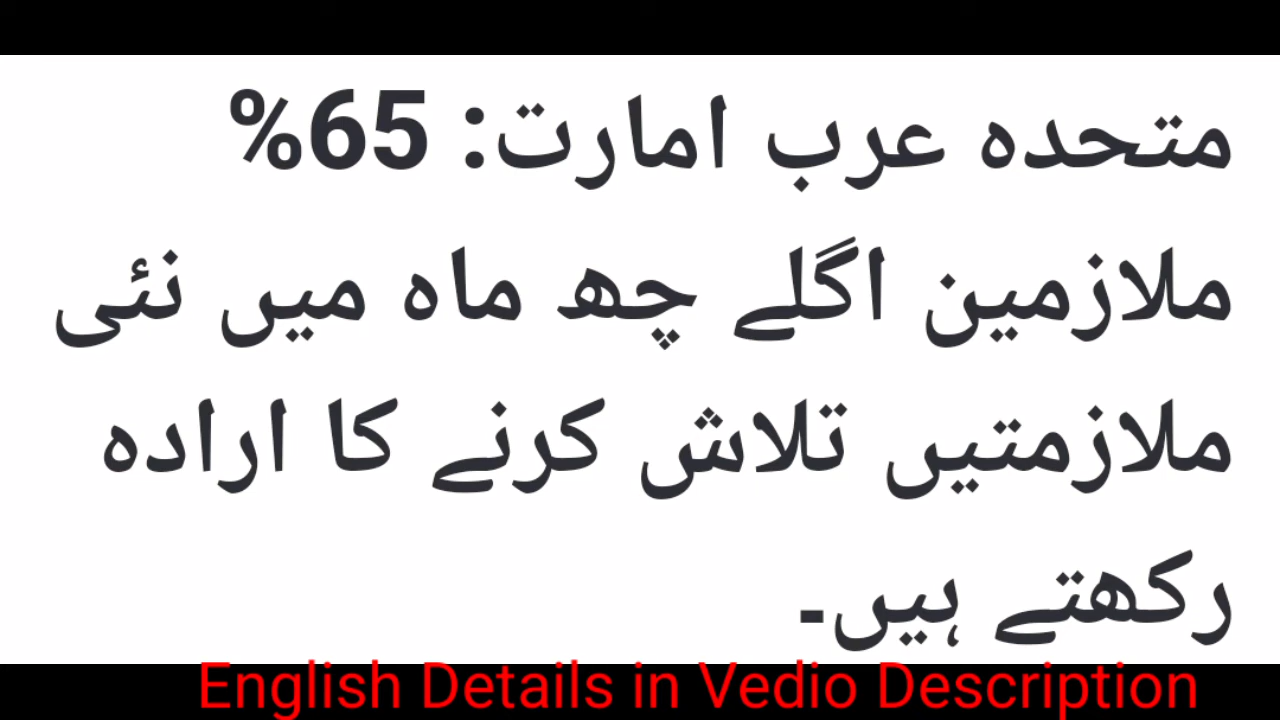 متحدہ عرب امارت: 65%
ملازمین اگلے چھ ماہ میں نئی
ملازمتیں تلاش کرنے کا ارادہ
رکھتے ہیں۔
English Details in Vedio Description